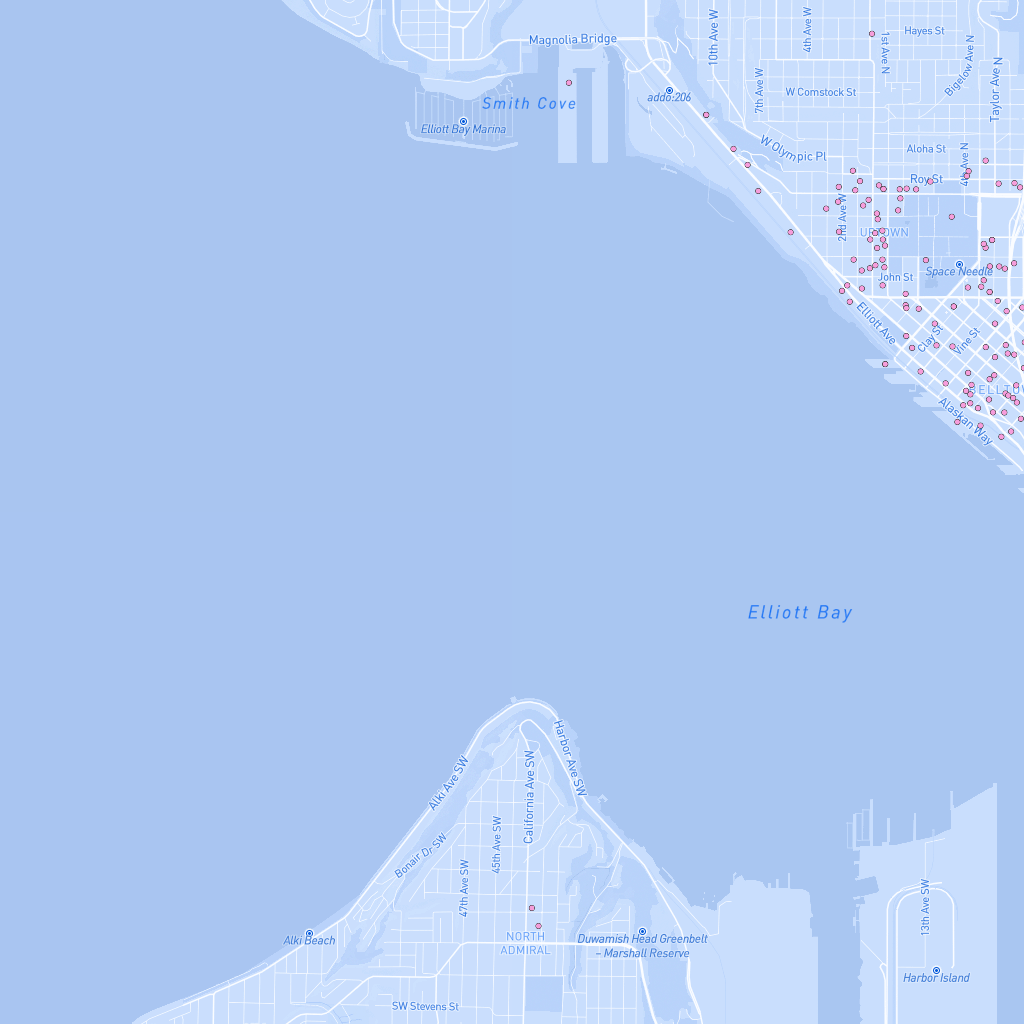 Magnolia Bridge
10th Ave W
4th Ave W
1st Ave N
Hayes St
Bigelow Ave N
Taylor Ave N
7th Ave W
W Comstock St
addo:206
Smith Cove
Elliott Bay Marina
W Olympic Pl
Aloha St
4th Ave N
Roy St
2nd Ave W
UPTOWN
John St
Space Needle
Elliott Ave
Clay St
Vine St
Alaskan Way
Elliott Bay
Harbor Ave SW
Alki Ave SW
California Ave SW
45th Ave SW
Bonair Dr SW
47th Ave SW
13th Ave SW
Alki Beach
NORTH
ADMIRAL
Duwamish Head Greenbelt
– Marshall Reserve
Harbor Island
SW Stevens St